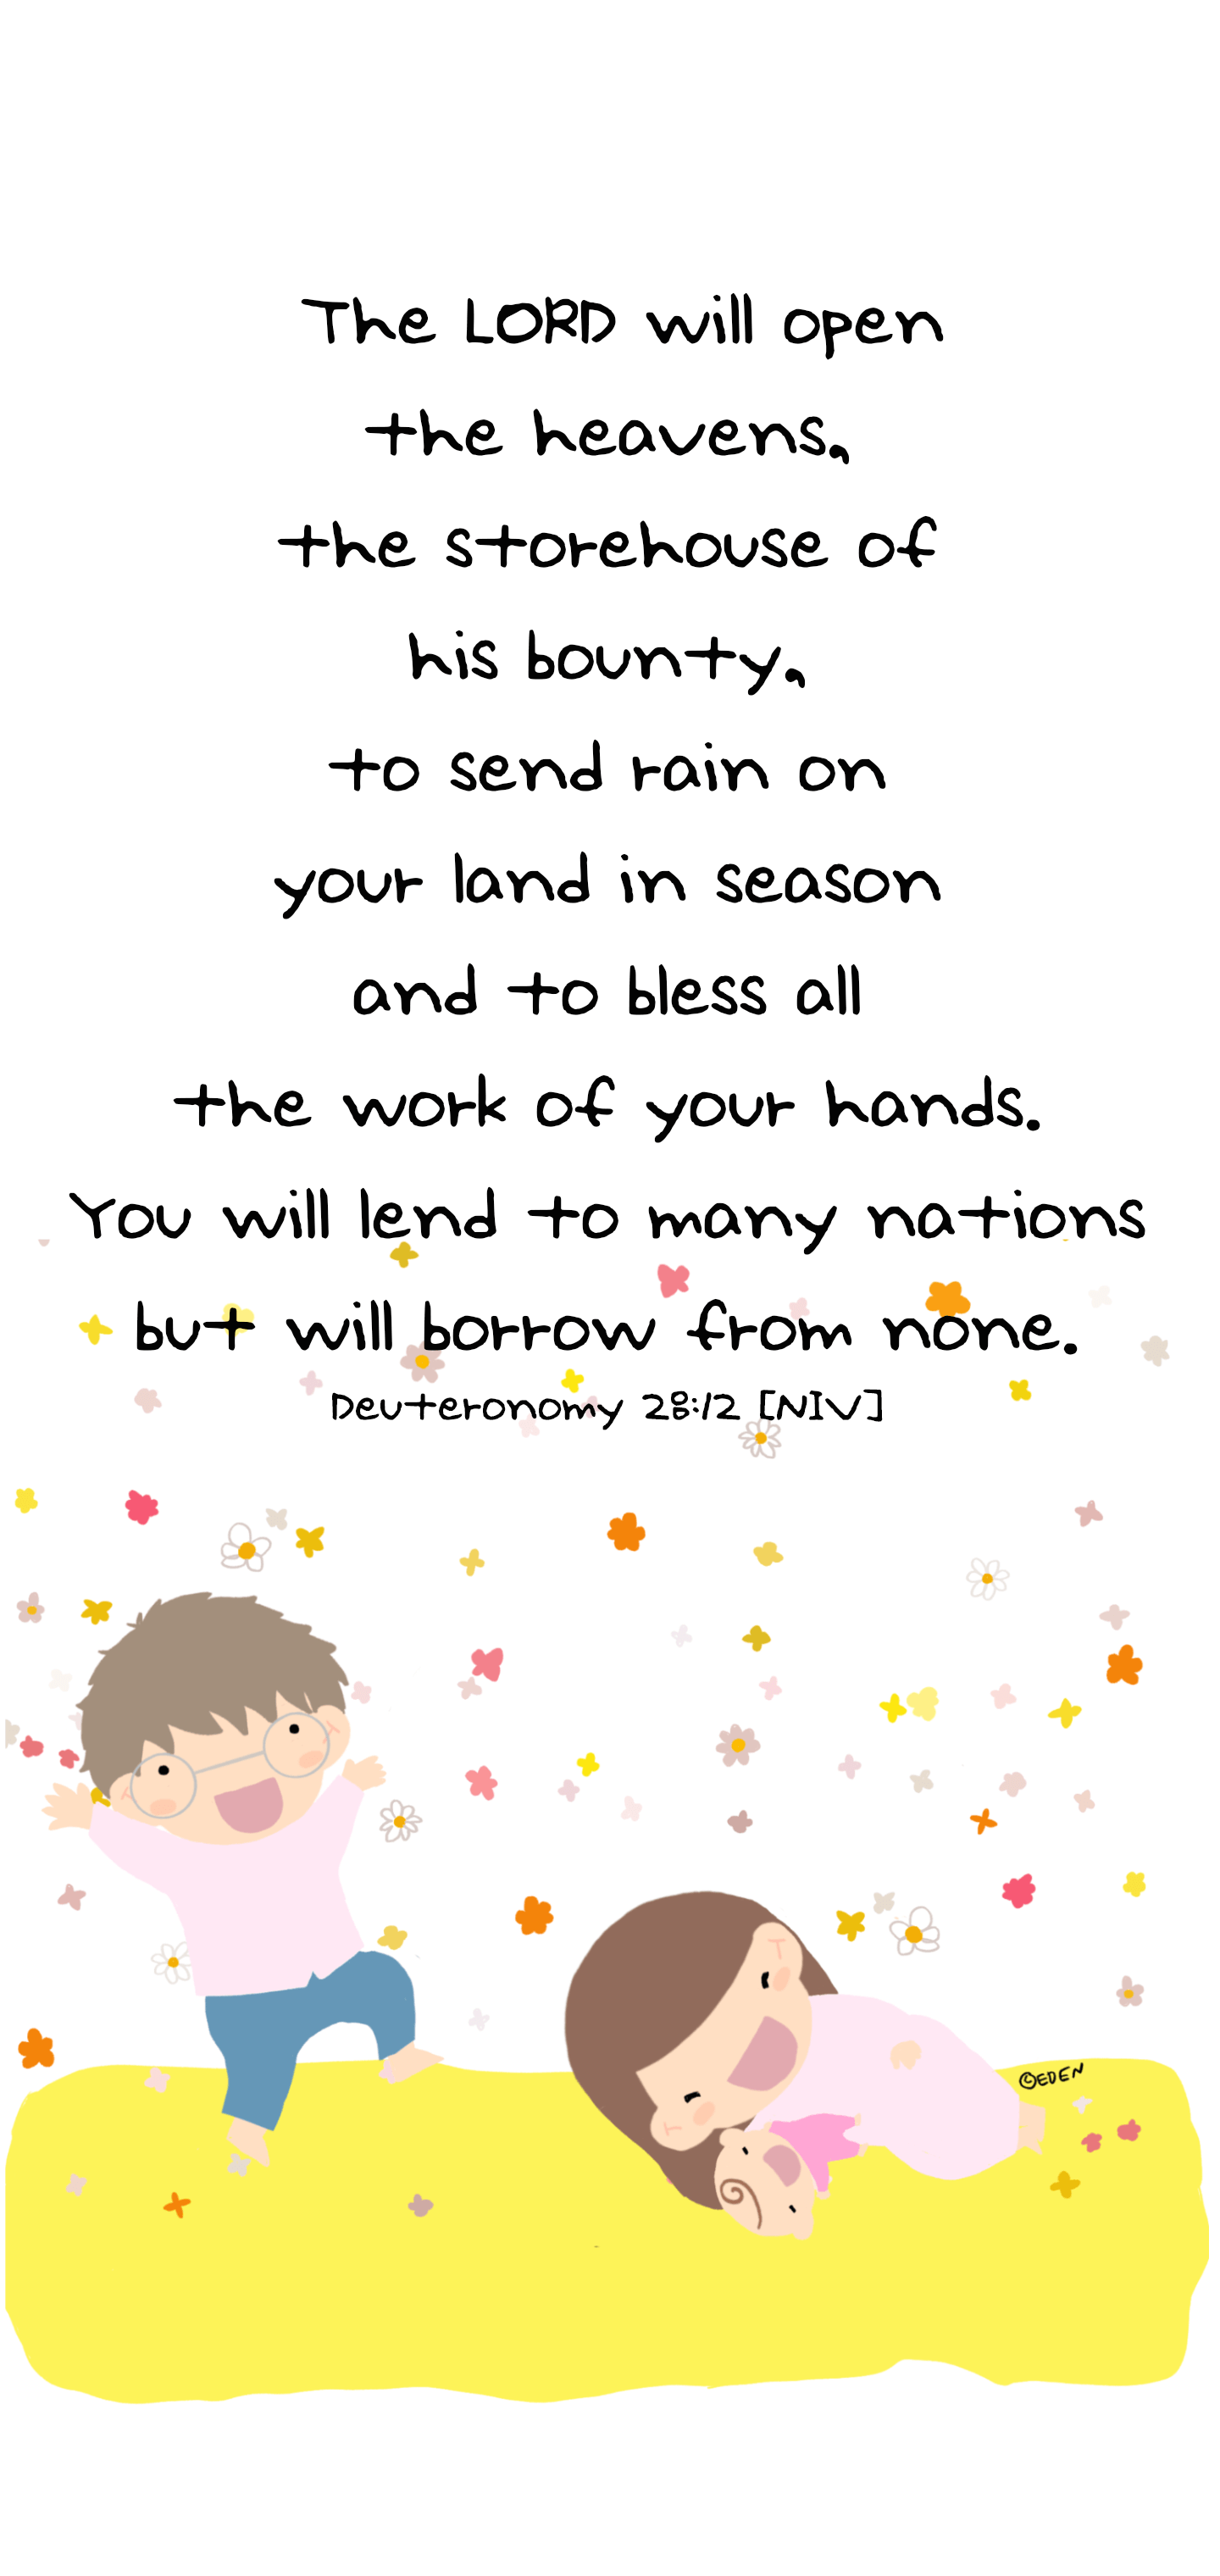 The LORD will open
the heavens,
the storehouse of
his bounty,
to send rain on
your land in season
and to bless all
the work of your hands.
You will lend to many nations
but will borrow from none.
Deuteronomy 28:12 [NIV]
©EDEN